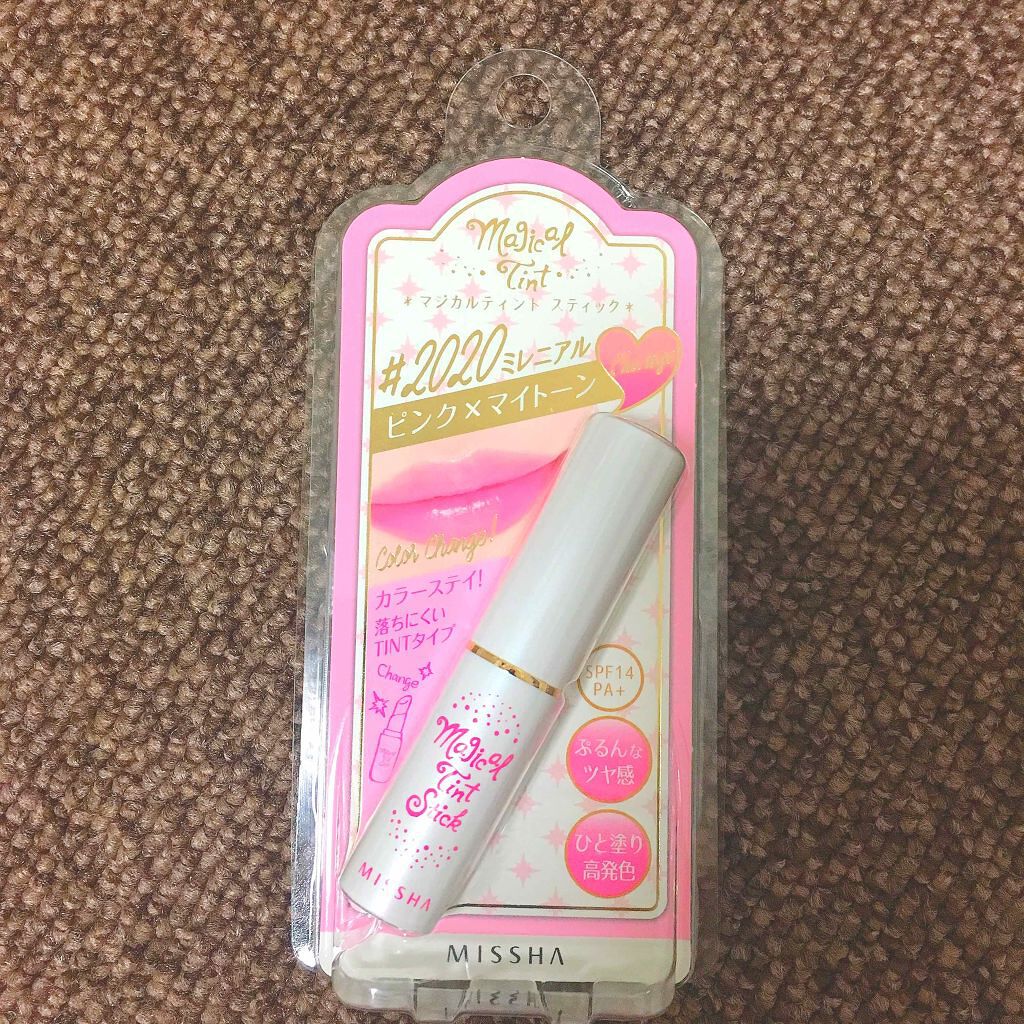 Magical
Tint
*マジカルティント スティック*
#2020ミレニアル
ピンク×マイトーン
Color Change!
カラーステイ!
落ちにくい
TINTタイプ
Change
SPF14
PA+
ぷるんな
ツヤ感
ひと塗り
高発色
Magical
Tint
Stick
MISSHA
MISSHA